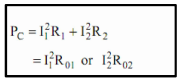 P_C = I_1^2 R_1 + I_2^2 R_2
= I_1^2 R_01 or I_2^2 R_02